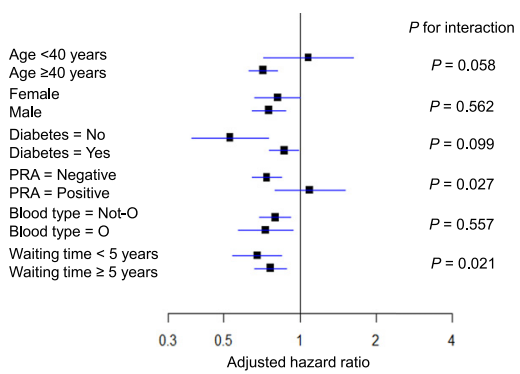 P for interaction
Age <40 years
Age ≥40 years
P = 0.058
Female
Male
P = 0.562
Diabetes = No
Diabetes = Yes
P = 0.099
PRA = Negative
PRA = Positive
P = 0.027
Blood type = Not-O
Blood type = O
P = 0.557
Waiting time < 5 years
Waiting time ≥ 5 years
P = 0.021
0.3 0.5 1 2 4
Adjusted hazard ratio